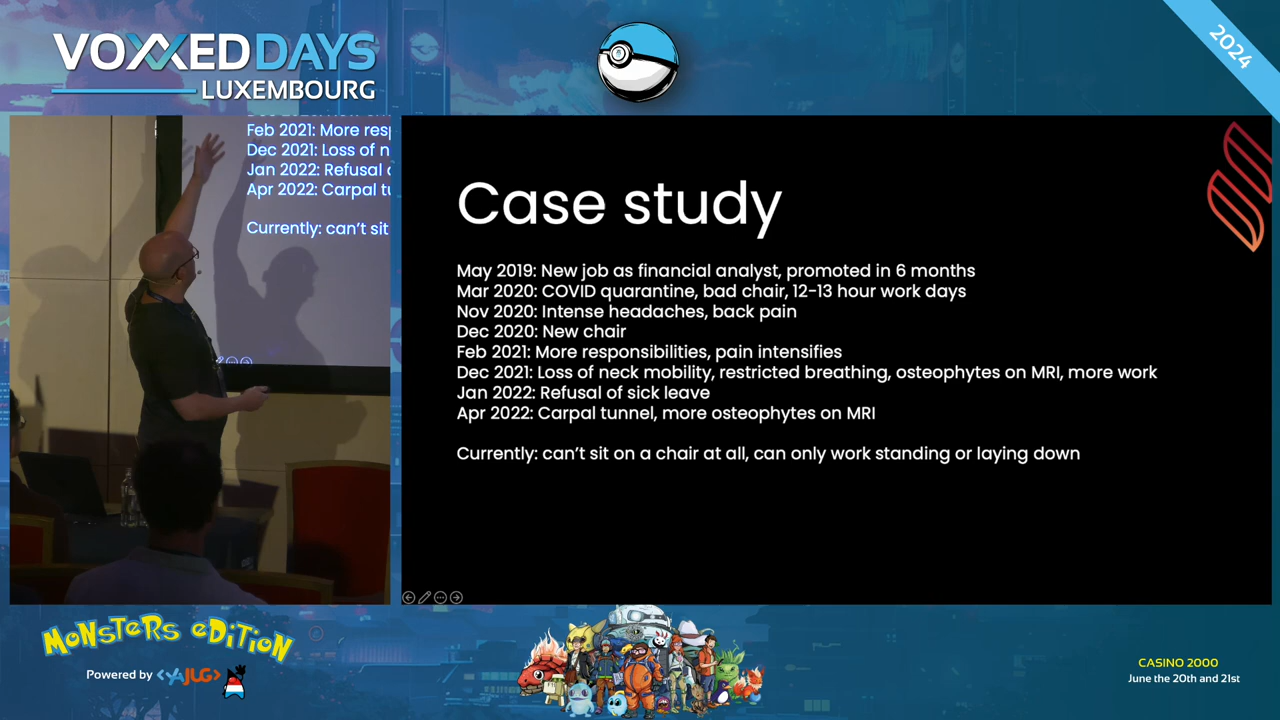 VOXXED DAYS
LUXEMBOURG
2024
Feb 2021: More resp
Dec 2021: Loss of n
Jan 2022: Refusal
Apr 2022: Carpal tu
Currently: can't sit
Case study
May 2019: New job as financial analyst, promoted in 6 months
Mar 2020: COVID quarantine, bad chair, 12-13 hour work days
Nov 2020: Intense headaches, back pain
Dec 2020: New chair
Feb 2021: More responsibilities, pain intensifies
Dec 2021: Loss of neck mobility, restricted breathing, osteophytes on MRI, more work
Jan 2022: Refusal of sick leave
Apr 2022: Carpal tunnel, more osteophytes on MRI
Currently: can't sit on a chair at all, can only work standing or laying down
MONSTERS EDITION
Powered by <YAJUG>
CASINO 2000
June the 20th and 21st